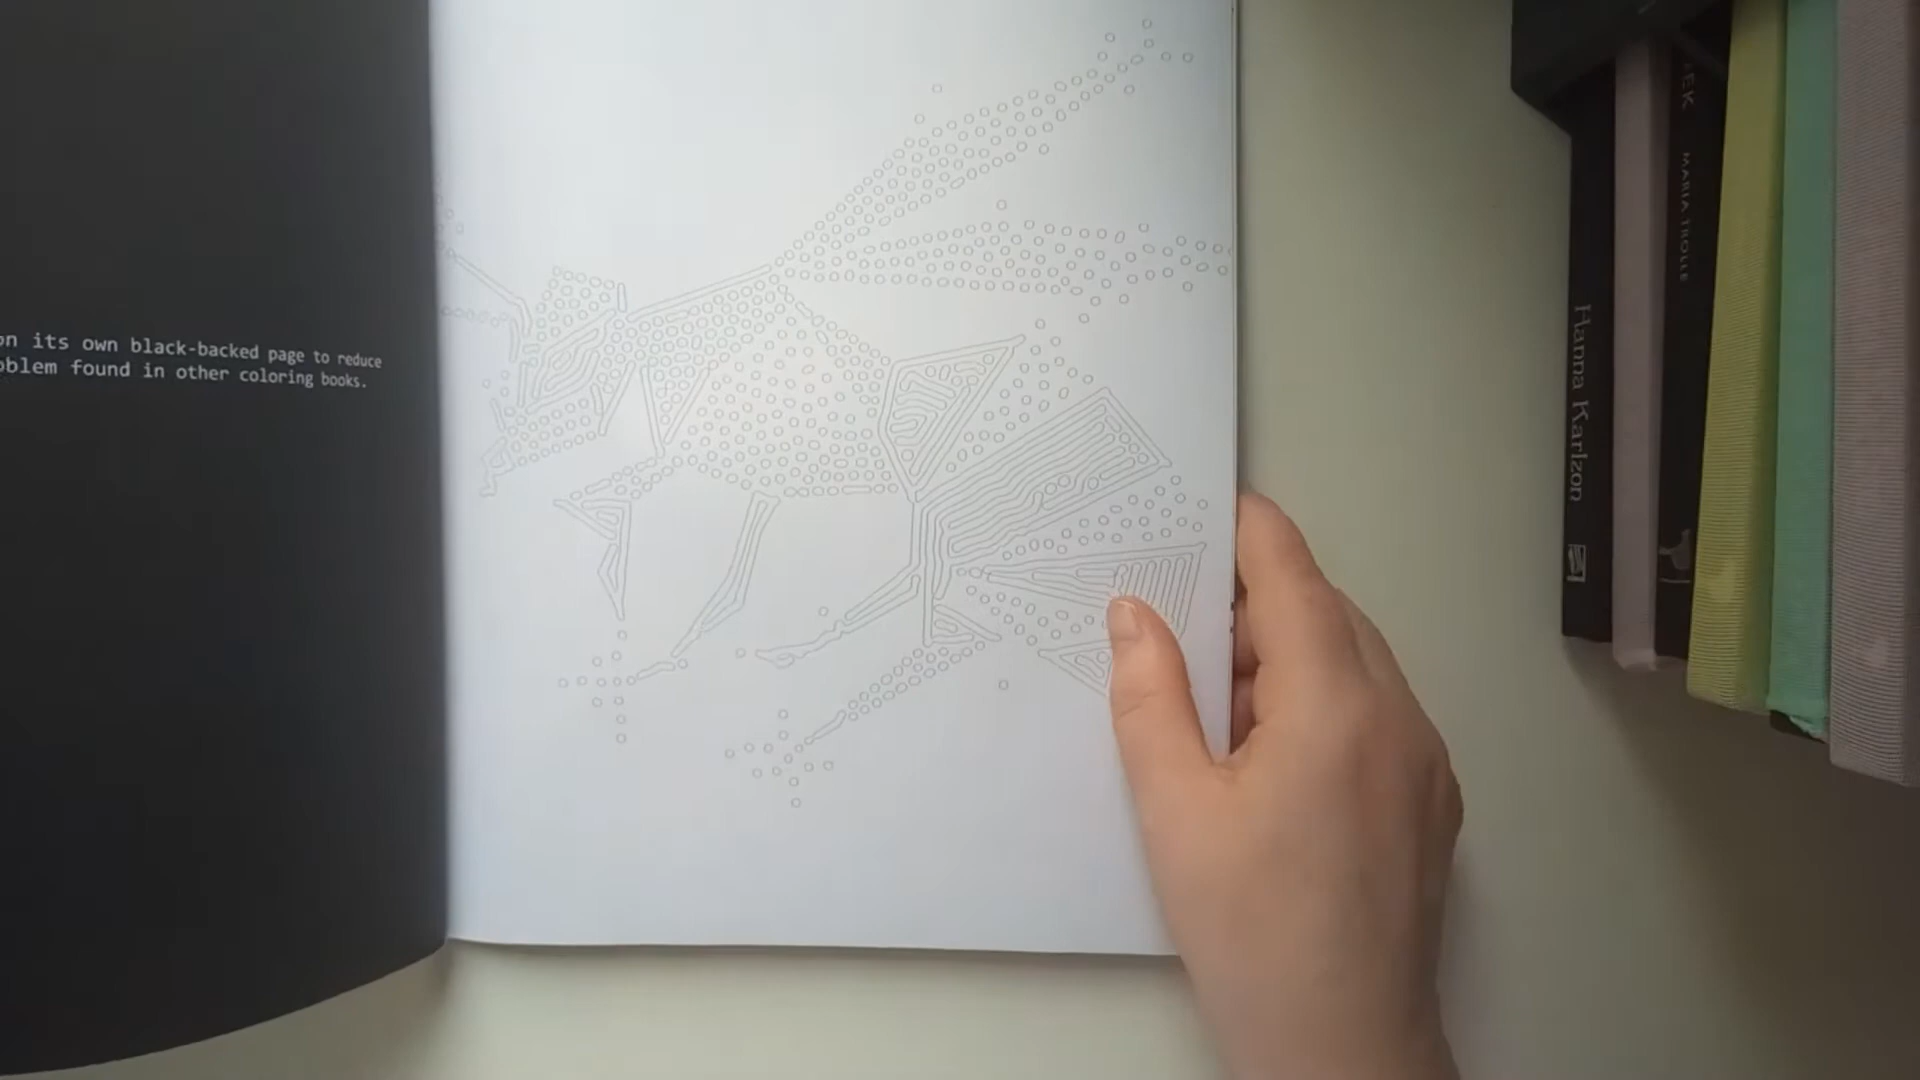 on its own black-backed page to reduce
oblem found in other coloring books.
Hanna Karlzon
EK MARIA TROLLE